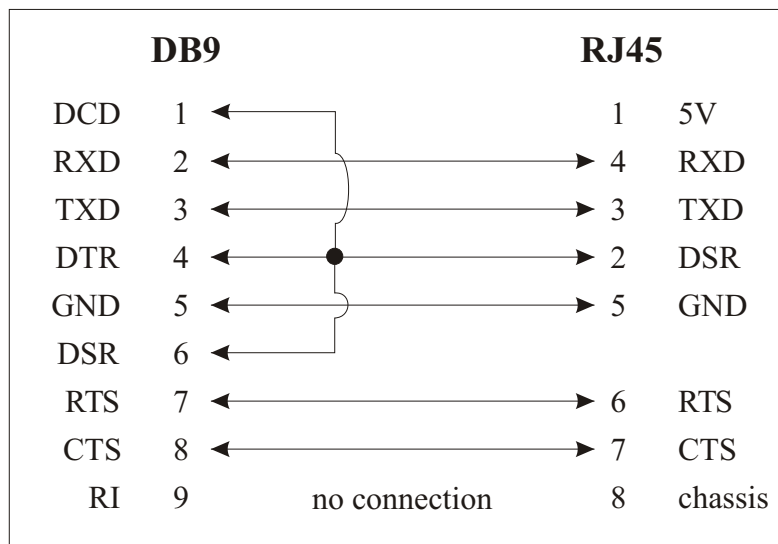 DB9 RJ45
DCD 1 1 5V
RXD 2 4 RXD
TXD 3 3 TXD
DTR 4 2 DSR
GND 5 5 GND
DSR 6
RTS 7 6 RTS
CTS 8 7 CTS
RI 9 no connection 8 chassis